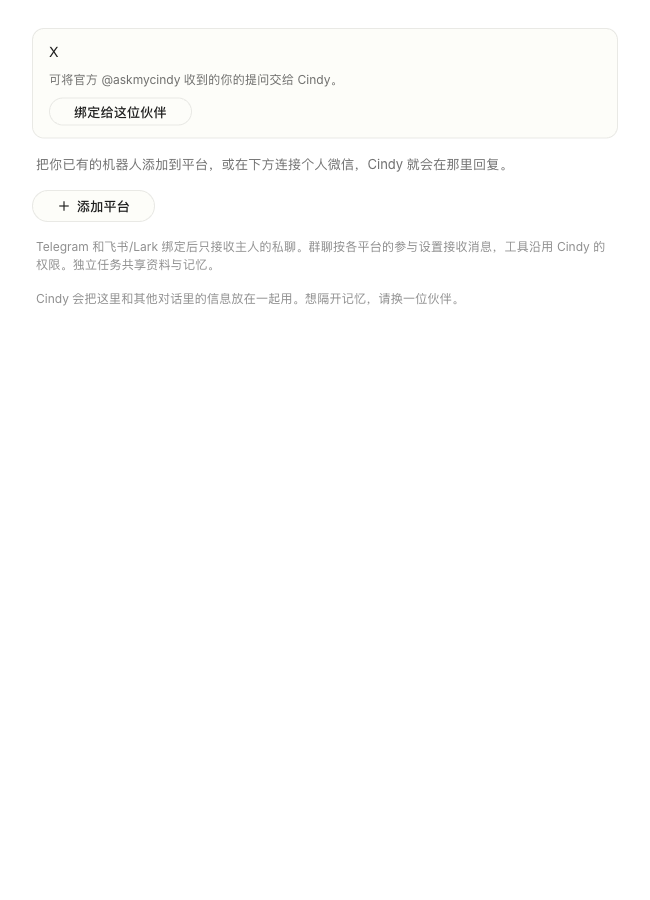 X
可将官方 @askmycindy 收到的你的提问交给 Cindy。
绑定给这位伙伴
把你已有的机器人添加到平台，或在下方连接个人微信，Cindy 就会在那里回复。
+ 添加平台
Telegram 和飞书/Lark 绑定后只接收主人的私聊。群聊按各平台的参与设置接收消息，工具沿用 Cindy 的
权限。独立任务共享资料与记忆。
Cindy 会把这里和其他对话里的信息放在一起用。想隔开记忆，请换一位伙伴。